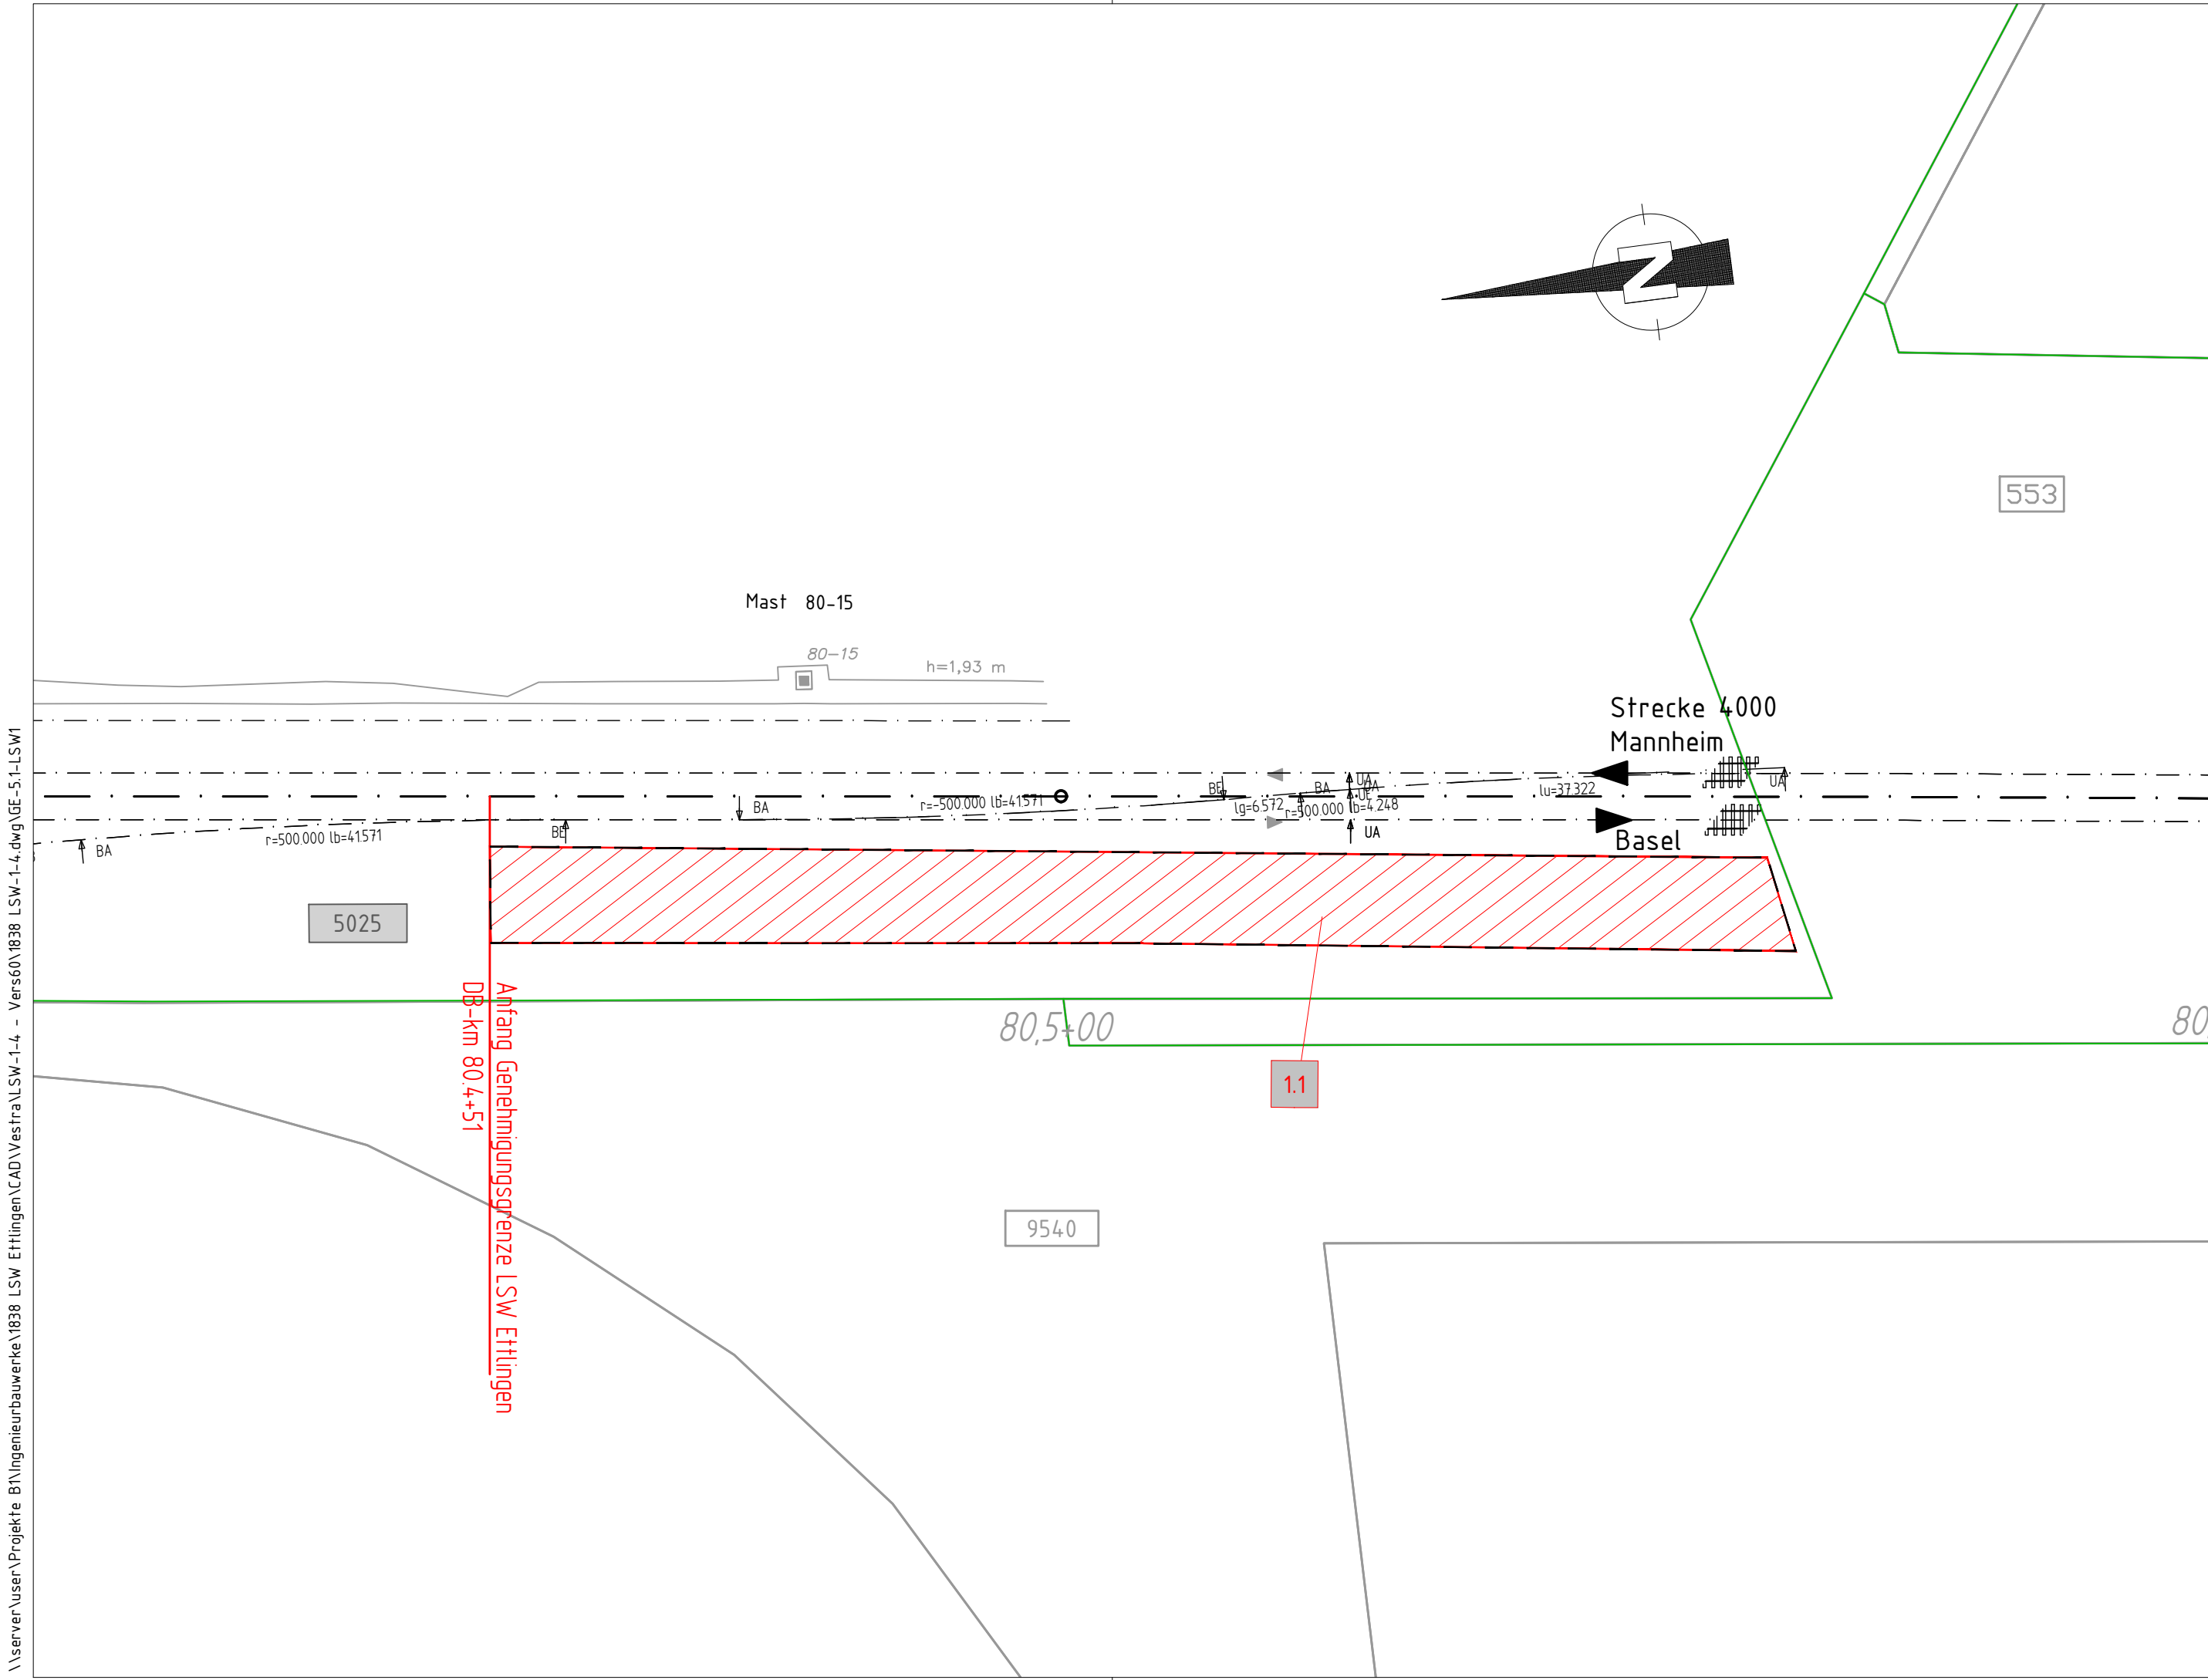 N
553
Mast 80-15
80-15
h=1,93 m
Strecke 4000
Mannheim
UA
UA
UE
UA
BE
BA
lu=37.322
r=-500.000 lb=41.571
lg=6.572
r=500.000 lb=4.248
BA
BE
UA
Basel
r=500.000 lb=41.571
BA
5025
Anfang Genehmigungsgrenze LSW Ettlingen
DB-km 80.4+51
80,5+00
80,
1.1
9540
\\server\user\Projekte B1\Ingenieurbauwerke\1838 LSW Ettlingen\CAD\Vestra\LSW-1-4 - Vers60\1838 LSW-1-4.dwg\GE-5.1-LSW1